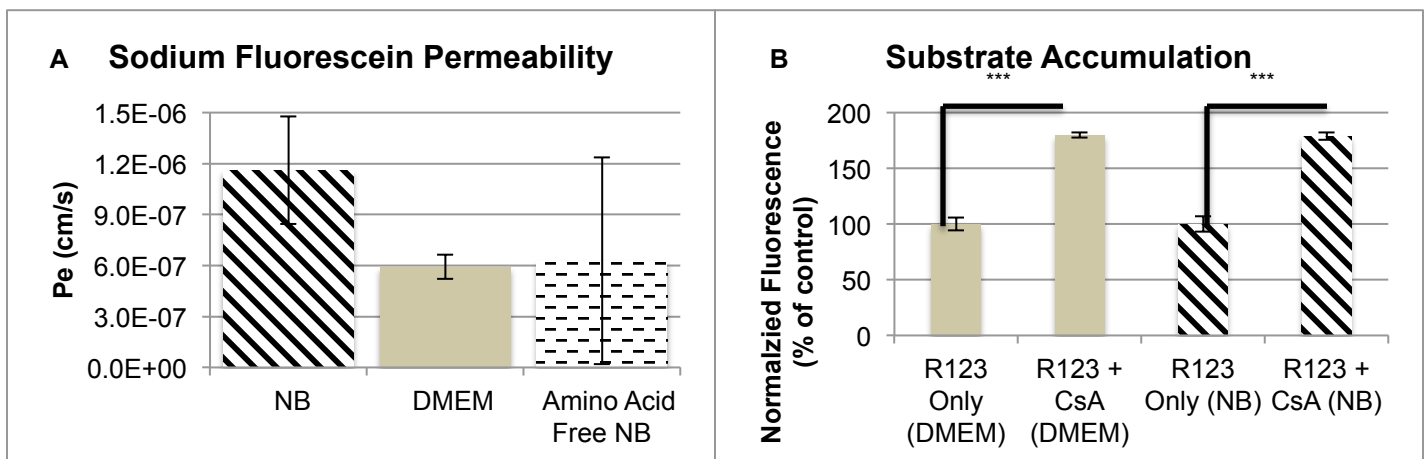 A Sodium Fluorescein Permeability
Pe (cm/s)
1.5E-06
1.2E-06
9.0E-07
6.0E-07
3.0E-07
0.0E+00
NB
DMEM
Amino Acid
Free NB
B Substrate Accumulation
***
***
Normalzied Fluorescence
(% of control)
200
150
100
50
0
R123
Only
(DMEM)
R123 +
CsA
(DMEM)
R123
Only (NB)
R123 +
CsA (NB)